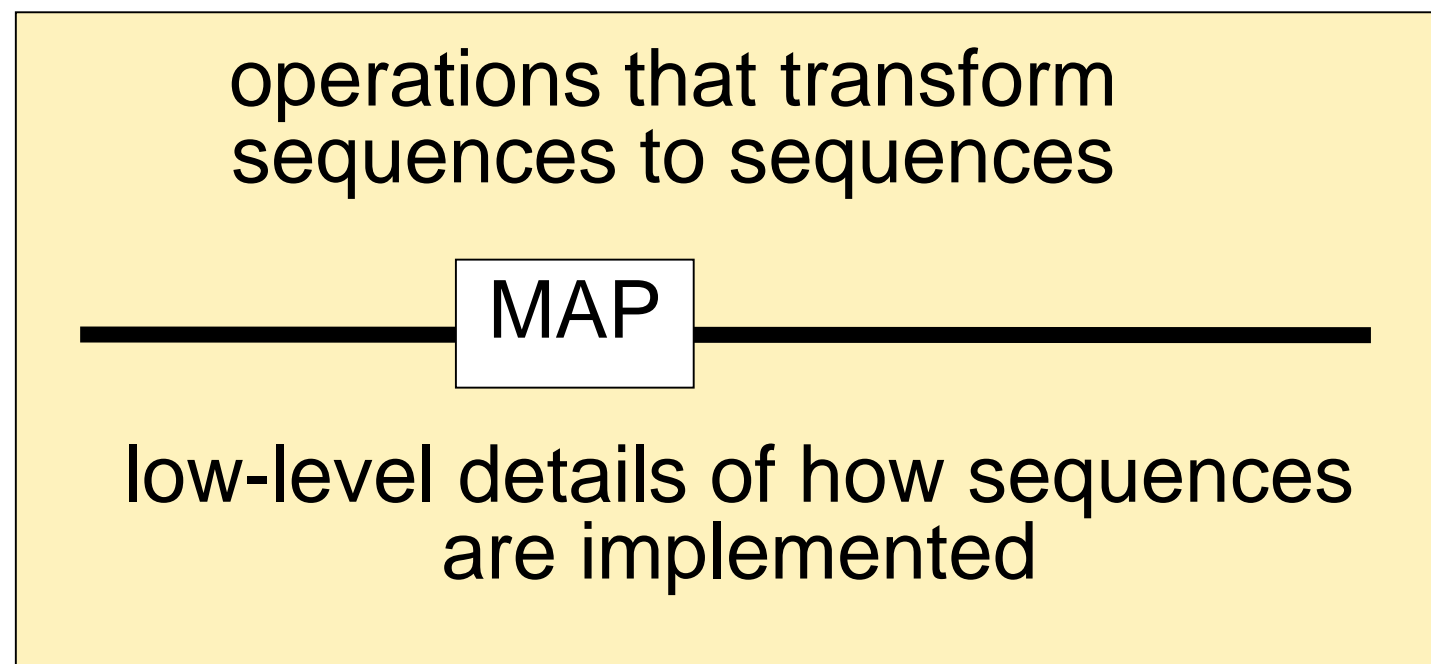 operations that transform
sequences to sequences
MAP
low-level details of how sequences
are implemented